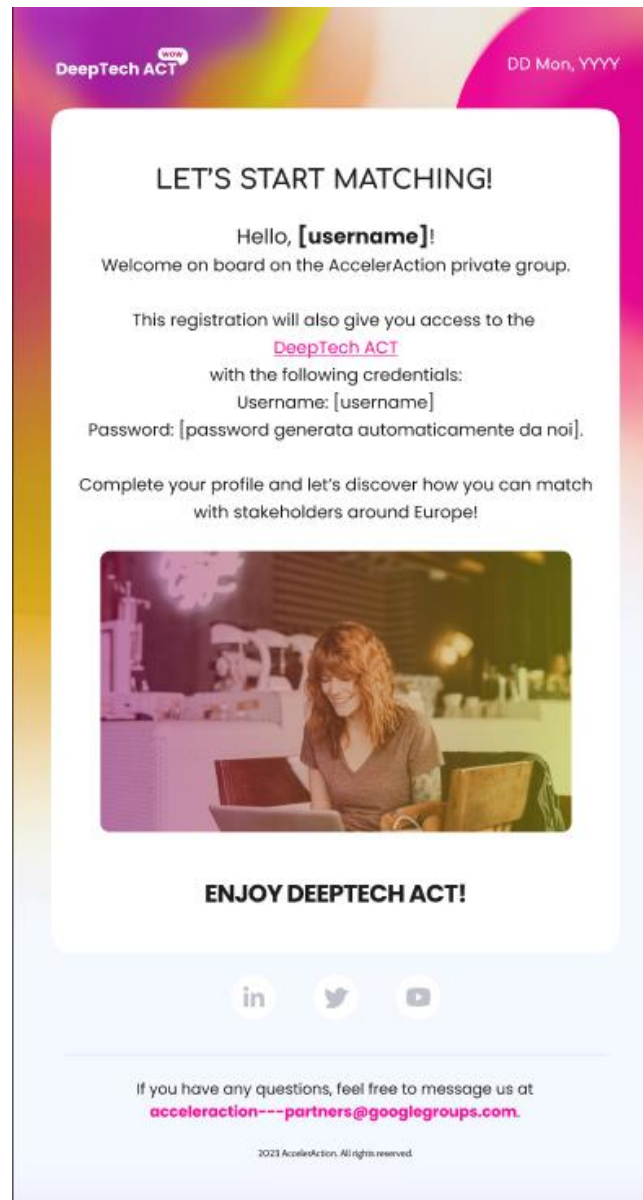 WOW
DeepTech ACT
DD Mon, YYYY
LET'S START MATCHING!
Hello, [username]!
Welcome on board on the AccelerAction private group.
This registration will also give you access to the
DeepTech ACT
with the following credentials:
Username: [username]
Password: [password generata automaticamente da noi].
Complete your profile and let's discover how you can match
with stakeholders around Europe!
ENJOY DEEPTECH ACT!
in
If you have any questions, feel free to message us at
acceleraction---partners@googlegroups.com.
2023 AccelerAction. All rights reserved.